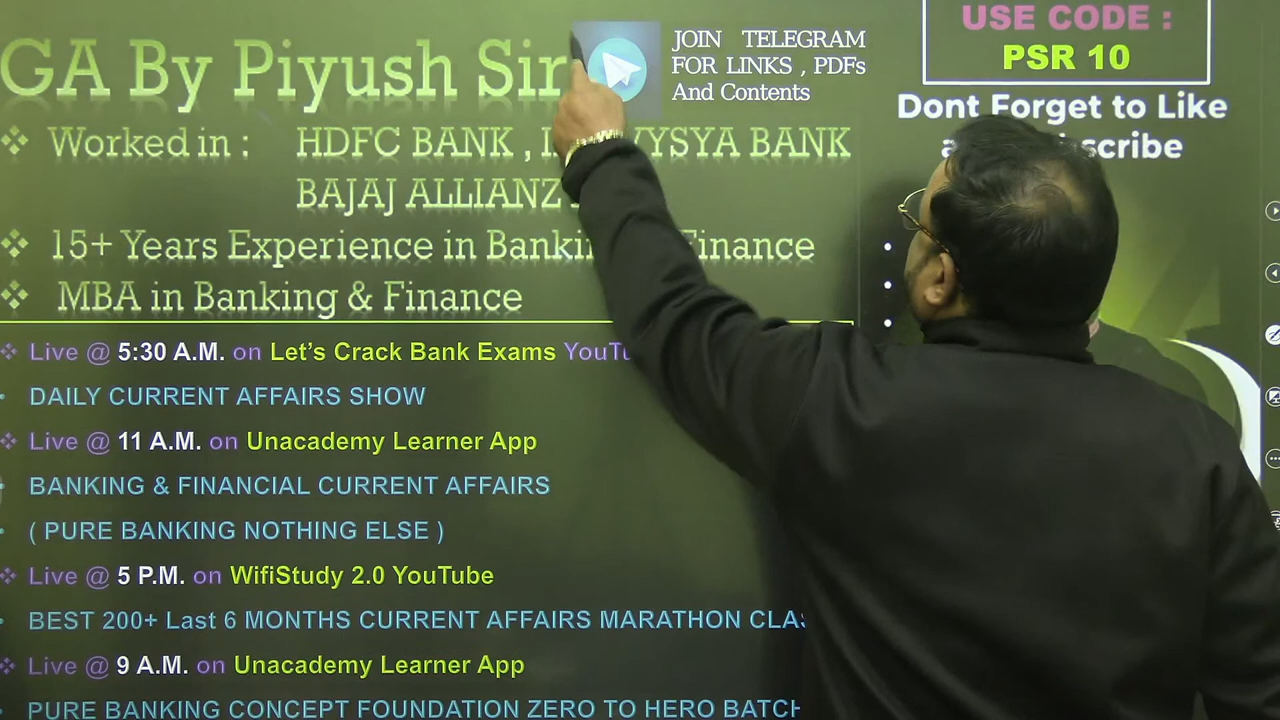 GA By Piyush Sir
JOIN TELEGRAM
FOR LINKS , PDFs
And Contents
USE CODE :
PSR 10
Dont Forget to Like
Worked in : HDFC BANK , VYSYA BANK
BAJAJ ALLIANZ
15+ Years Experience in Finance
MBA in Banking & Finance
Live @ 5:30 A.M. on Let's Crack Bank Exams
DAILY CURRENT AFFAIRS SHOW
Live @ 11 A.M. on Unacademy Learner App
BANKING & FINANCIAL CURRENT AFFAIRS
( PURE BANKING NOTHING ELSE )
Live @ 5 P.M. on WifiStudy 2.0 YouTube
BEST 200+ Last 6 MONTHS CURRENT AFFAIRS MARATHON
Live @ 9 A.M. on Unacademy Learner App
PURE BANKING CONCEPT FOUNDATION ZERO TO HERO BATCH